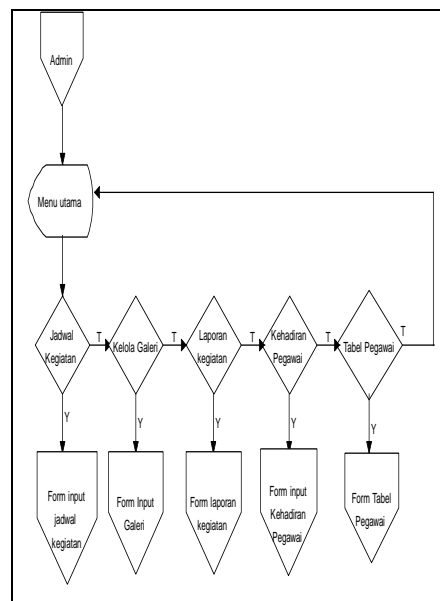 Admin
Menu utama
Jadwal
Kegiatan
T
Kelola Galeri
T
Laporan
kegiatan
T
Kehadiran
Pegawai
T
Tabel Pegawai
T
Y
Y
Y
Y
Y
Form input
jadwal
kegiatan
Form Input
Galeri
Form laporan
kegiatan
Form input
Kehadiran
Pegawai
Form Tabel
Pegawai